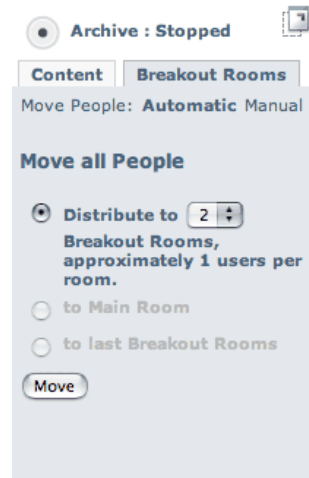 Archive : Stopped
Content Breakout Rooms
Move People: Automatic Manual
Move all People
Distribute to 2
Breakout Rooms,
approximately 1 users per
room.
to Main Room
to last Breakout Rooms
Move